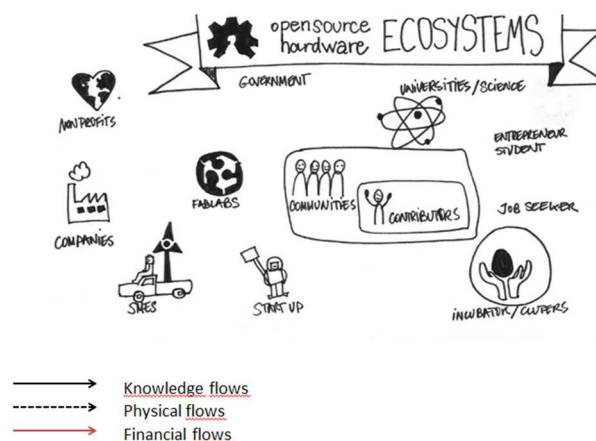 opensource
hardware
ECOSYSTEMS
GOVERNMENT
UNIVERSITIES/SCIENCE
NONPROFITS
ENTREPRENEUR
STUDENT
FABLABS
COMMUNITIES
CONTRIBUTORS
JOB SEEKER
COMPANIES
SMES
START UP
INCUBATOR/CLUTERS
Knowledge flows
Physical flows
Financial flows